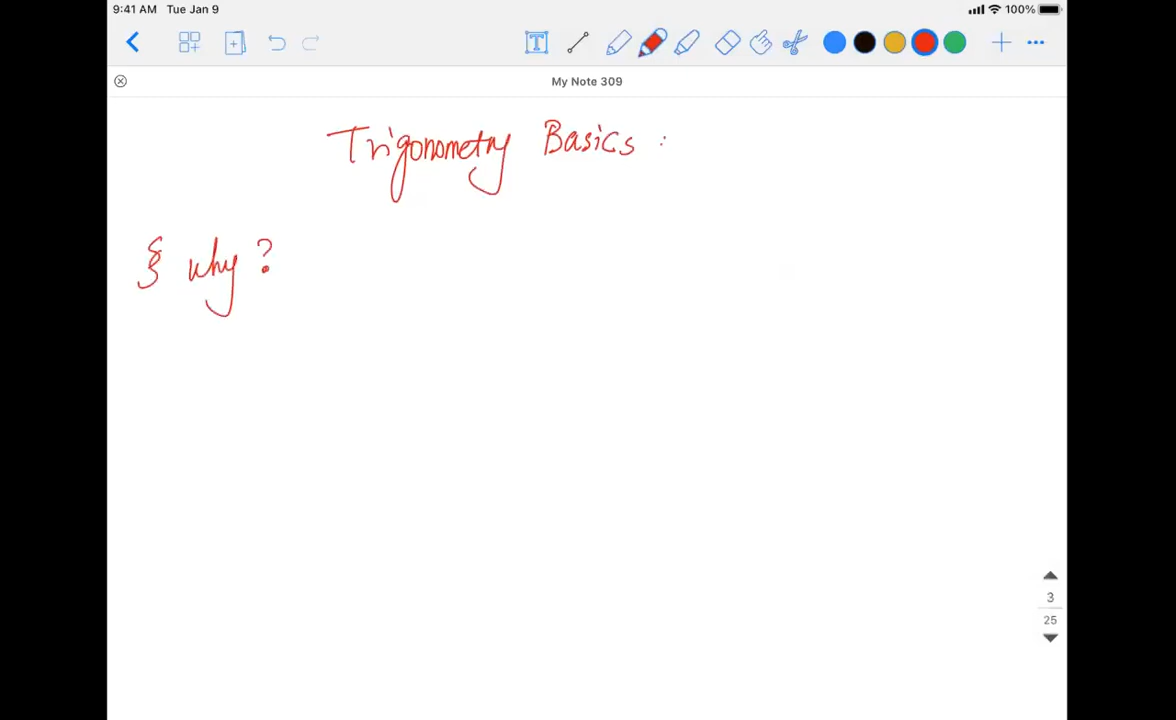 9:41 AM Tue Jan 9 100%
T
My Note 309
Trigonometry Basics :
§ Why ?
3
25